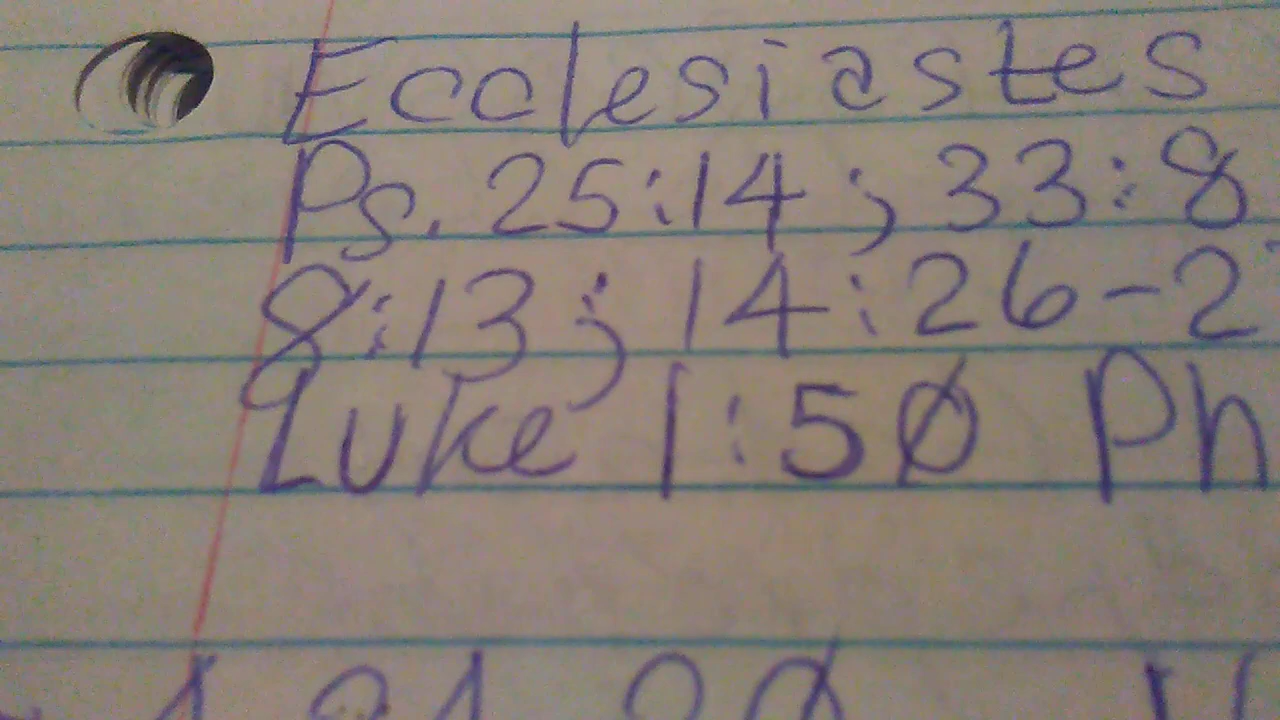 Ecclesiastes
Ps. 25:14; 33:8
8:13; 14:26-2
Luke 1:50 Ph